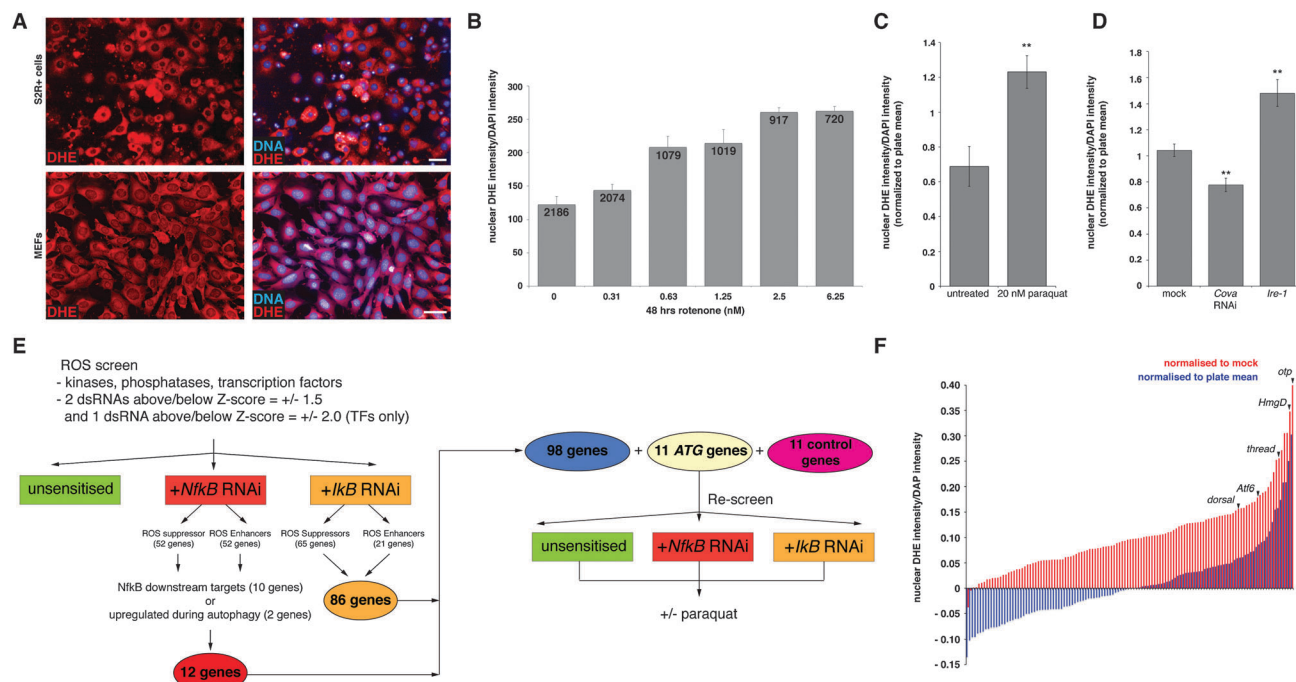 A
S2R+ cells
DHE
DNA
DHE
MEFs
DHE
DNA
DHE
B
nuclear DHE intensity/DAPI intensity
300
250
200
150
100
50
0
2186
2074
1079
1019
917
720
0
0.31
0.63
1.25
2.5
6.25
48 hrs rotenone (nM)
C
nuclear DHE intensity/DAPI intensity
(normalized to plate mean)
1.4
1.2
1
0.8
0.6
0.4
0.2
0
**
untreated
20 nM paraquat
D
nuclear DHE intensity/DAPI intensity
(normalized to plate mean)
1.8
1.6
1.4
1.2
1
0.8
0.6
0.4
0.2
0
**
**
mock
Cova
RNAi
Ire-1
E
ROS screen
- kinases, phosphatases, transcription factors
- 2 dsRNAs above/below Z-score = +/- 1.5
and 1 dsRNA above/below Z-score = +/- 2.0 (TFs only)
unsensitised
+NfkB RNAi
+IkB RNAi
ROS suppressor
(52 genes)
ROS Enhancers
(52 genes)
ROS Suppressors
(65 genes)
ROS Enhancers
(21 genes)
NfkB downstream targets (10 genes)
or
upregulated during autophagy (2 genes)
86 genes
12 genes
98 genes
+
11 ATG genes
+
11 control
genes
Re-screen
unsensitised
+NfkB RNAi
+IkB RNAi
+/- paraquat
F
normalised to mock
normalised to plate mean
nuclear DHE intensity/DAP intensity
0.40
0.35
0.30
0.25
0.20
0.15
0.10
0.05
0
- 0.05
- 0.10
- 0.15
otp
HmgD
thread
Atf6
dorsal